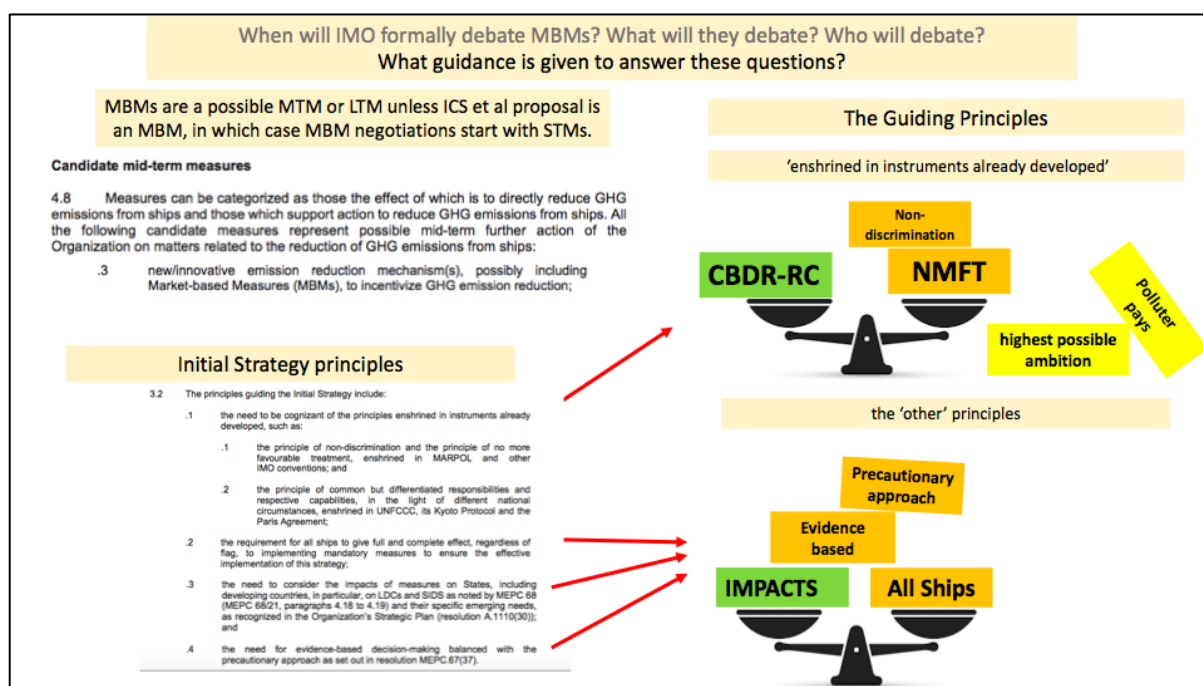 When will IMO formally debate MBMs? What will they debate? Who will debate?
What guidance is given to answer these questions?
MBMs are a possible MTM or LTM unless ICS et al proposal is
an MBM, in which case MBM negotiations start with STMs.
Candidate mid-term measures
4.8 Measures can be categorized as those the effect of which is to directly reduce GHG
emissions from ships and those which support action to reduce GHG emissions from ships. All
the following candidate measures represent possible mid-term further action of the
Organization on matters related to the reduction of GHG emissions from ships:
.3 new/innovative emission reduction mechanism(s), possibly including
Market-based Measures (MBMs), to incentivize GHG emission reduction;
Initial Strategy principles
3.2 The principles guiding the Initial Strategy include:
.1 the need to be cognizant of the principles enshrined in instruments already
developed, such as:
.1 the principle of non-discrimination and the principle of no more
favourable treatment, enshrined in MARPOL and other
IMO conventions; and
.2 the principle of common but differentiated responsibilities and
respective capabilities, in the light of different national
circumstances, enshrined in UNFCCC, its Kyoto Protocol and the
Paris Agreement;
.2 the requirement for all ships to give full and complete effect, regardless of
flag, to implementing mandatory measures to ensure the effective
implementation of this strategy;
.3 the need to consider the impacts of measures on States, including
developing countries, in particular, on LDCs and SIDS as noted by MEPC 68
(MEPC 68/21, paragraphs 4.18 to 4.19) and their specific emerging needs,
as recognized in the Organization's Strategic Plan (resolution A.1110(30));
and
.4 the need for evidence-based decision-making balanced with the
precautionary approach as set out in resolution MEPC.67(37).
The Guiding Principles
'enshrined in instruments already developed'
Non-
discrimination
CBDR-RC
NMFT
Polluter
pays
highest possible
ambition
the 'other' principles
Precautionary
approach
Evidence
based
IMPACTS
All Ships